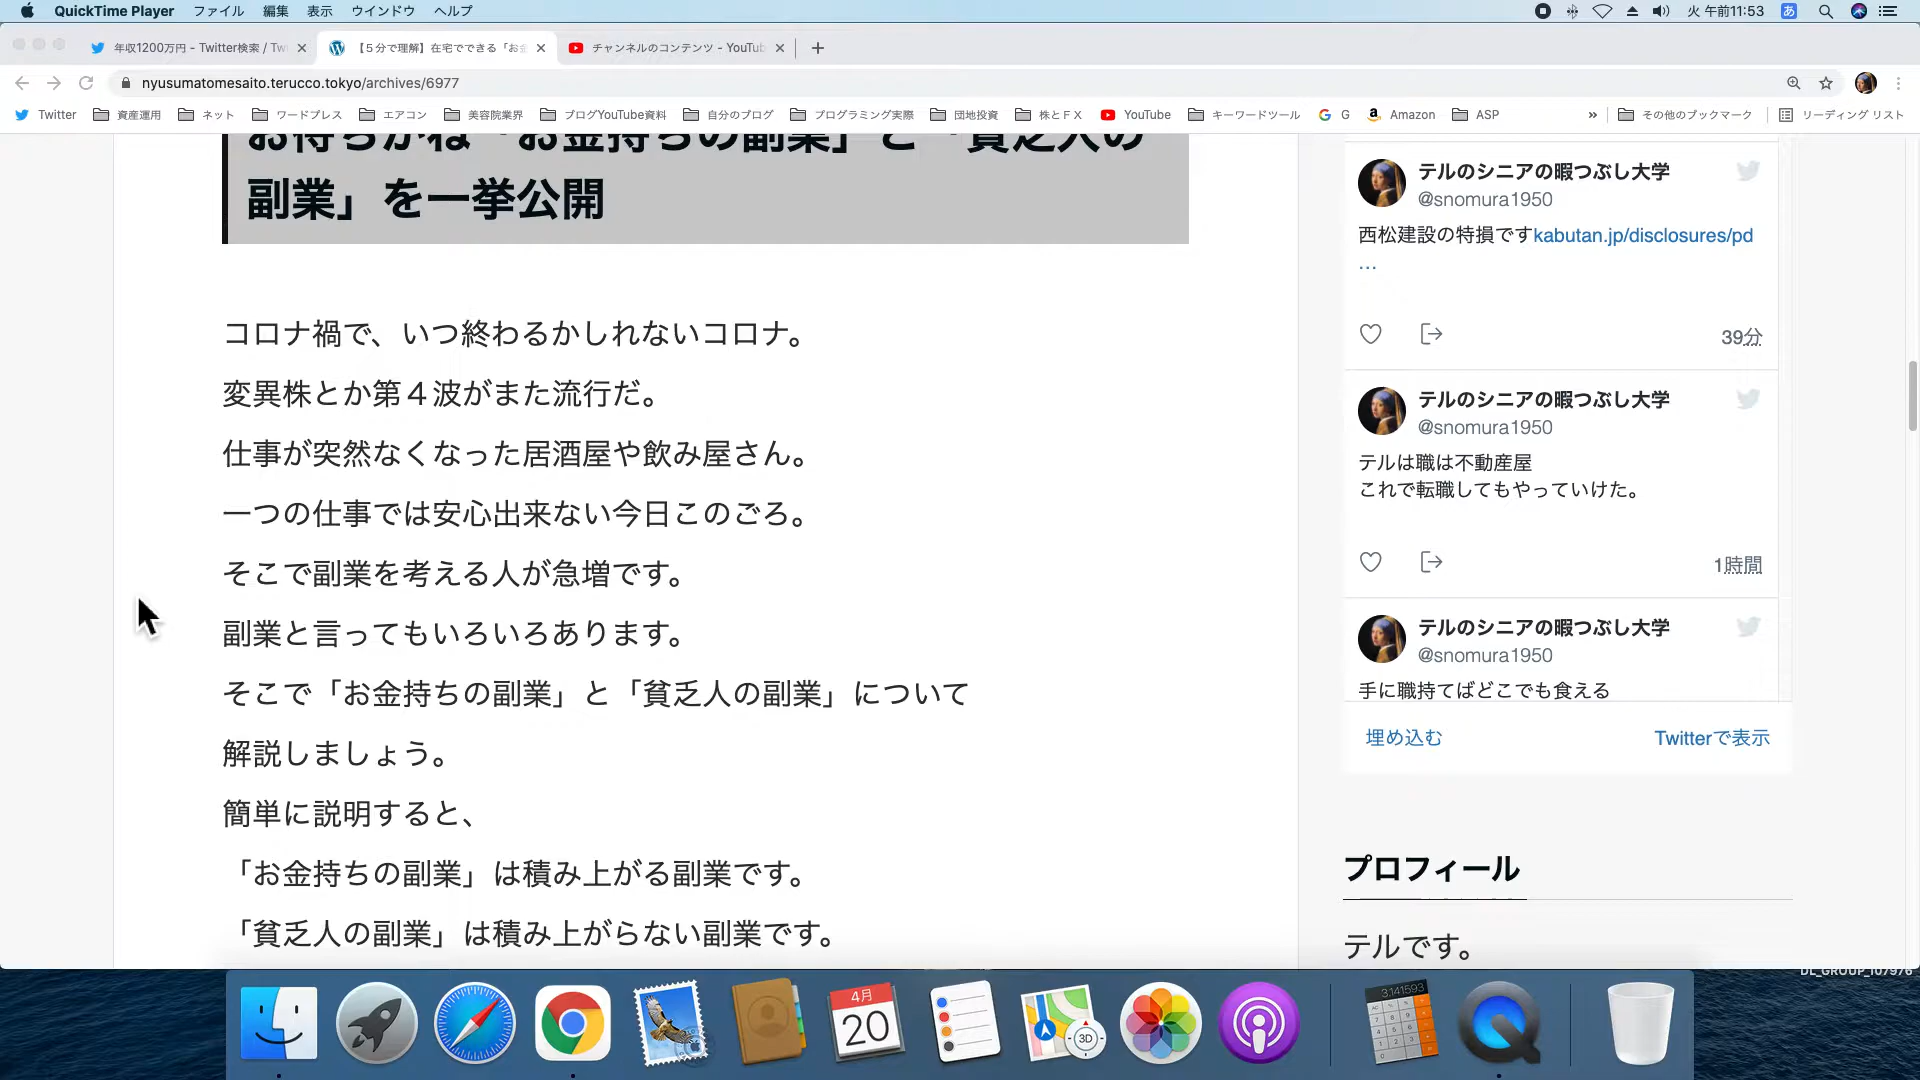 QuickTime Player ファイル 編集 表示 ウインドウ ヘルプ 火 午前11:53 あ
年収1200万円 - Twitter検索 / Tw 【５分で理解】在宅でできる「お金 チャンネルのコンテンツ - YouTub
nyusumatomesaito.terucco.tokyo/archives/6977
Twitter 資産運用 ネット ワードプレス エアコン 美容院業界 ブログYouTube資料 自分のブログ プログラミング実際 団地投資 株とＦＸ YouTube キーワードツール G Amazon ASP » その他のブックマーク リーディング リスト
お待ちかね「お金持ちの副業」と「貧乏人の
副業」を一挙公開
コロナ禍で、いつ終わるかしれないコロナ。
変異株とか第４波がまた流行だ。
仕事が突然なくなった居酒屋や飲み屋さん。
一つの仕事では安心出来ない今日このごろ。
そこで副業を考える人が急増です。
副業と言ってもいろいろあります。
そこで「お金持ちの副業」と「貧乏人の副業」について
解説しましょう。
簡単に説明すると、
「お金持ちの副業」は積み上がる副業です。
「貧乏人の副業」は積み上がらない副業です。
テルのシニアの暇つぶし大学
@snomura1950
西松建設の特損ですkabutan.jp/disclosures/pd
…
39分
テルのシニアの暇つぶし大学
@snomura1950
テルは職は不動産屋
これで転職してもやっていけた。
1時間
テルのシニアの暇つぶし大学
@snomura1950
手に職持てばどこでも食える
埋め込む Twitterで表示
プロフィール
テルです。
DL_GROUP_107976
4月
20
3D
3.141593